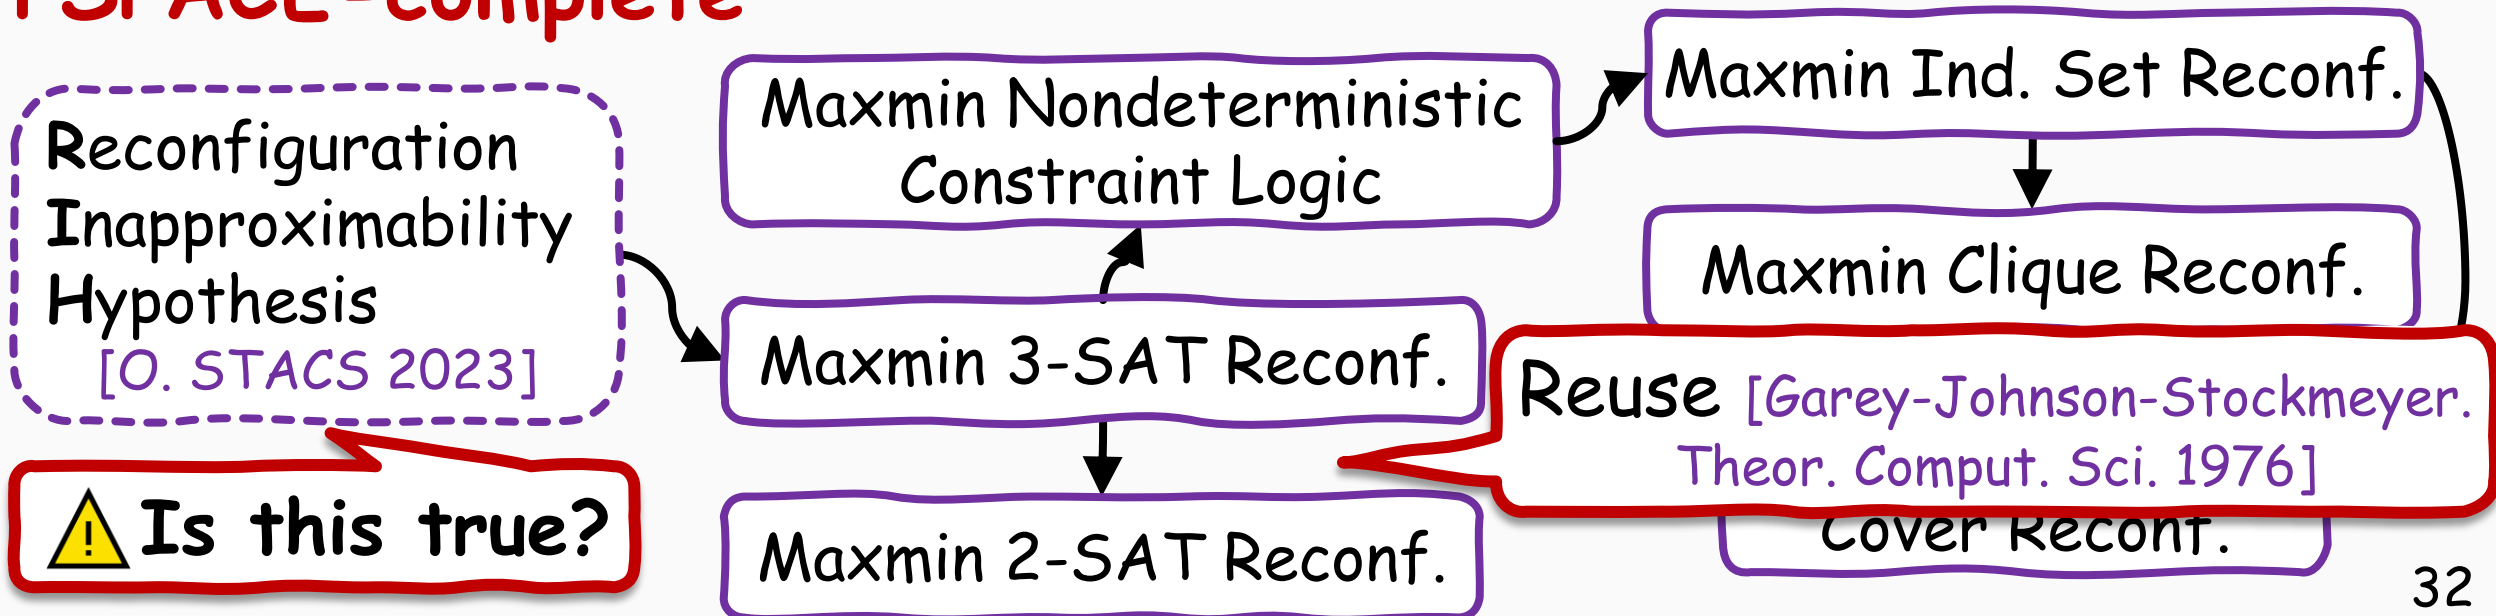 Reconfiguration
Inapproximability
Hypothesis
[O. STACS 2023]
Is this true?
Maxmin Nodeterministic
Constraint Logic
Maxmin 3-SAT Reconf.
Maxmin 2-SAT Reconf.
Maxmin Ind. Set Reconf.
Maxmin Clique Reconf.
Reuse [Garey-Johnson-Stockmeyer.
Theor. Comput. Sci. 1976]
Cover Reconf.
32